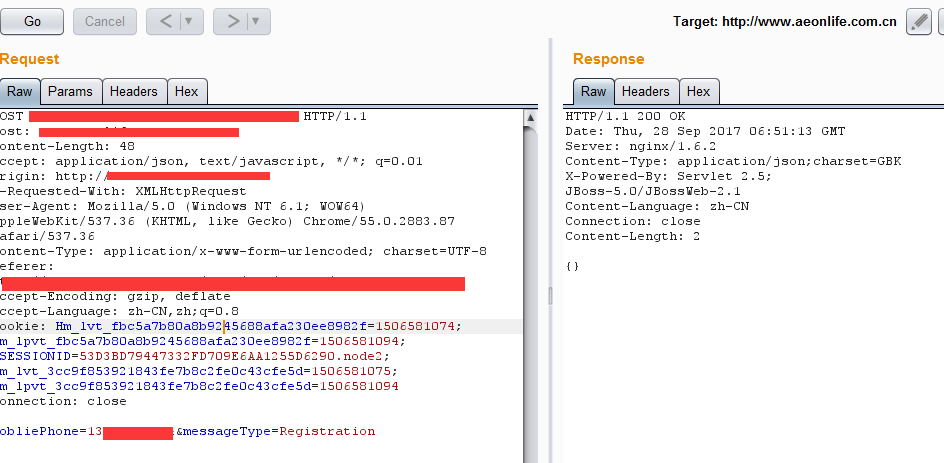 Go
Cancel
<
>
Target: http://www.aeonlife.com.cn
Request
Raw Params Headers Hex
OST HTTP/1.1
ost:
ontent-Length: 48
ccept: application/json, text/javascript, */*; q=0.01
rigin: http:/
-Requested-With: XMLHttpRequest
ser-Agent: Mozilla/5.0 (Windows NT 6.1; WOW64)
ppleWebKit/537.36 (KHTML, like Gecko) Chrome/55.0.2883.87
afari/537.36
ontent-Type: application/x-www-form-urlencoded; charset=UTF-8
eferer:
ccept-Encoding: gzip, deflate
ccept-Language: zh-CN,zh;q=0.8
ookie: Hm_lvt_fbc5a7b80a8b9245688afa230ee8982f=1506581074;
m_lpvt_fbc5a7b80a8b9245688afa230ee8982f=1506581094;
SESSIONID=53D3BD79447332FD709E6AA1255D6290.node2;
m_lvt_3cc9f853921843fe7b8c2fe0c43cfe5d=1506581075;
m_lpvt_3cc9f853921843fe7b8c2fe0c43cfe5d=1506581094
onnection: close
obliePhone=13 &messageType=Registration
Response
Raw Headers Hex
HTTP/1.1 200 OK
Date: Thu, 28 Sep 2017 06:51:13 GMT
Server: nginx/1.6.2
Content-Type: application/json;charset=GBK
X-Powered-By: Servlet 2.5;
JBoss-5.0/JBossWeb-2.1
Content-Language: zh-CN
Connection: close
Content-Length: 2
{}